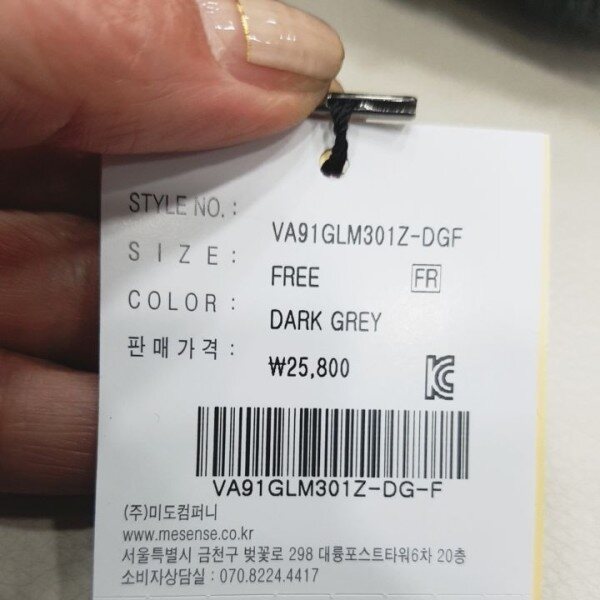 STYLE NO. : VA91GLM301Z-DGF
SIZE : FREE FR
COLOR : DARK GREY
판매가격 : ₩25,800
VA91GLM301Z-DG-F
(주)미도컴퍼니
www.mesense.co.kr
서울특별시 금천구 벚꽃로 298 대륭포스트타워6차 20층
소비자상담실 : 070.8224.4417